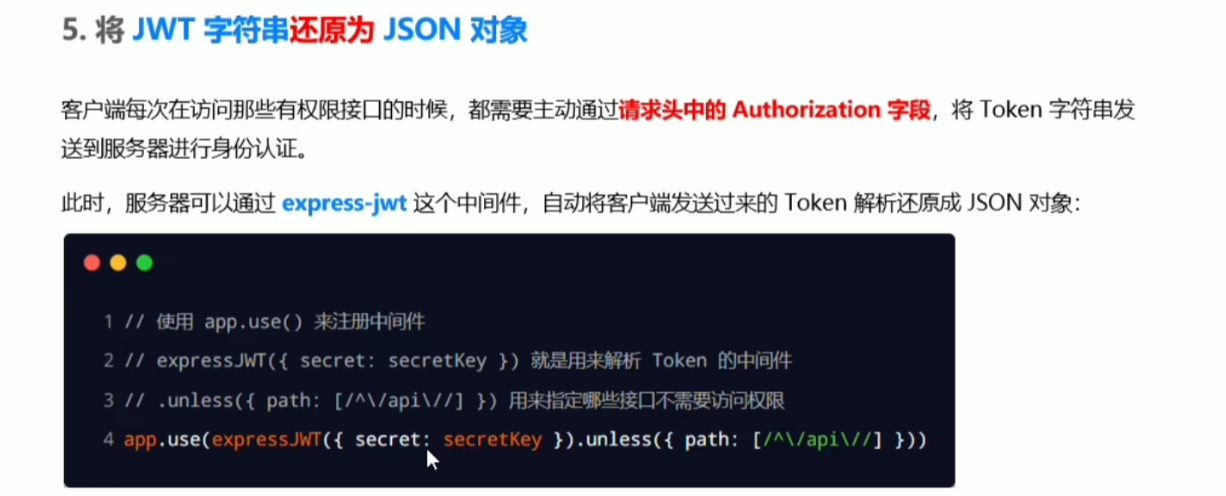 5. 将 JWT 字符串还原为 JSON 对象
客户端每次在访问那些有权限接口的时候，都需要主动通过请求头中的 Authorization 字段，将 Token 字符串发
送到服务器进行身份认证。
此时，服务器可以通过 express-jwt 这个中间件，自动将客户端发送过来的 Token 解析还原成 JSON 对象：
1 // 使用 app.use() 来注册中间件
2 // expressJWT({ secret: secretKey }) 就是用来解析 Token 的中间件
3 // .unless({ path: [/^\/api\//] }) 用来指定哪些接口不需要访问权限
4 app.use(expressJWT({ secret: secretKey }).unless({ path: [/^\/api\//] }))